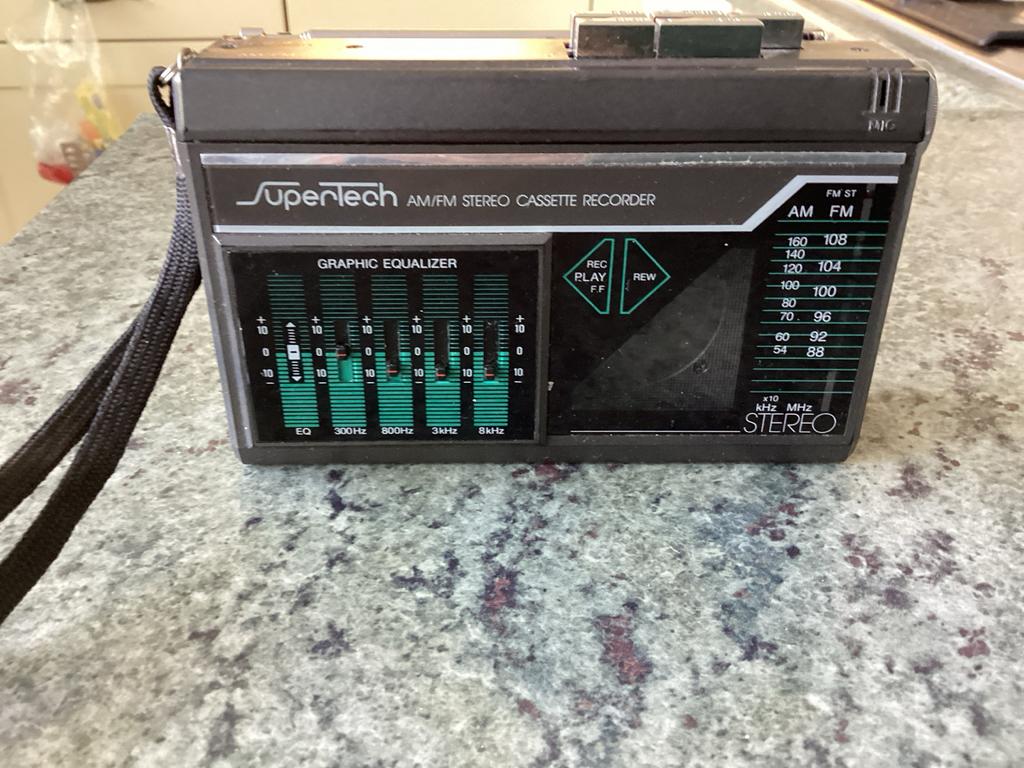 MIC
SuperTech AM/FM STEREO CASSETTE RECORDER
FM ST
AM FM
GRAPHIC EQUALIZER
REC
PLAY
F.F
REW
160 108
140
120 104
100 100
80
70 96
60 92
54 88
x10
kHz MHz
STEREO
+ + + + + +
10 10 10 10 10 10
0 0 0 0 0 0
10 10 10 10 10 10
- - - - - -
EQ 300Hz 800Hz 3kHz 8kHz